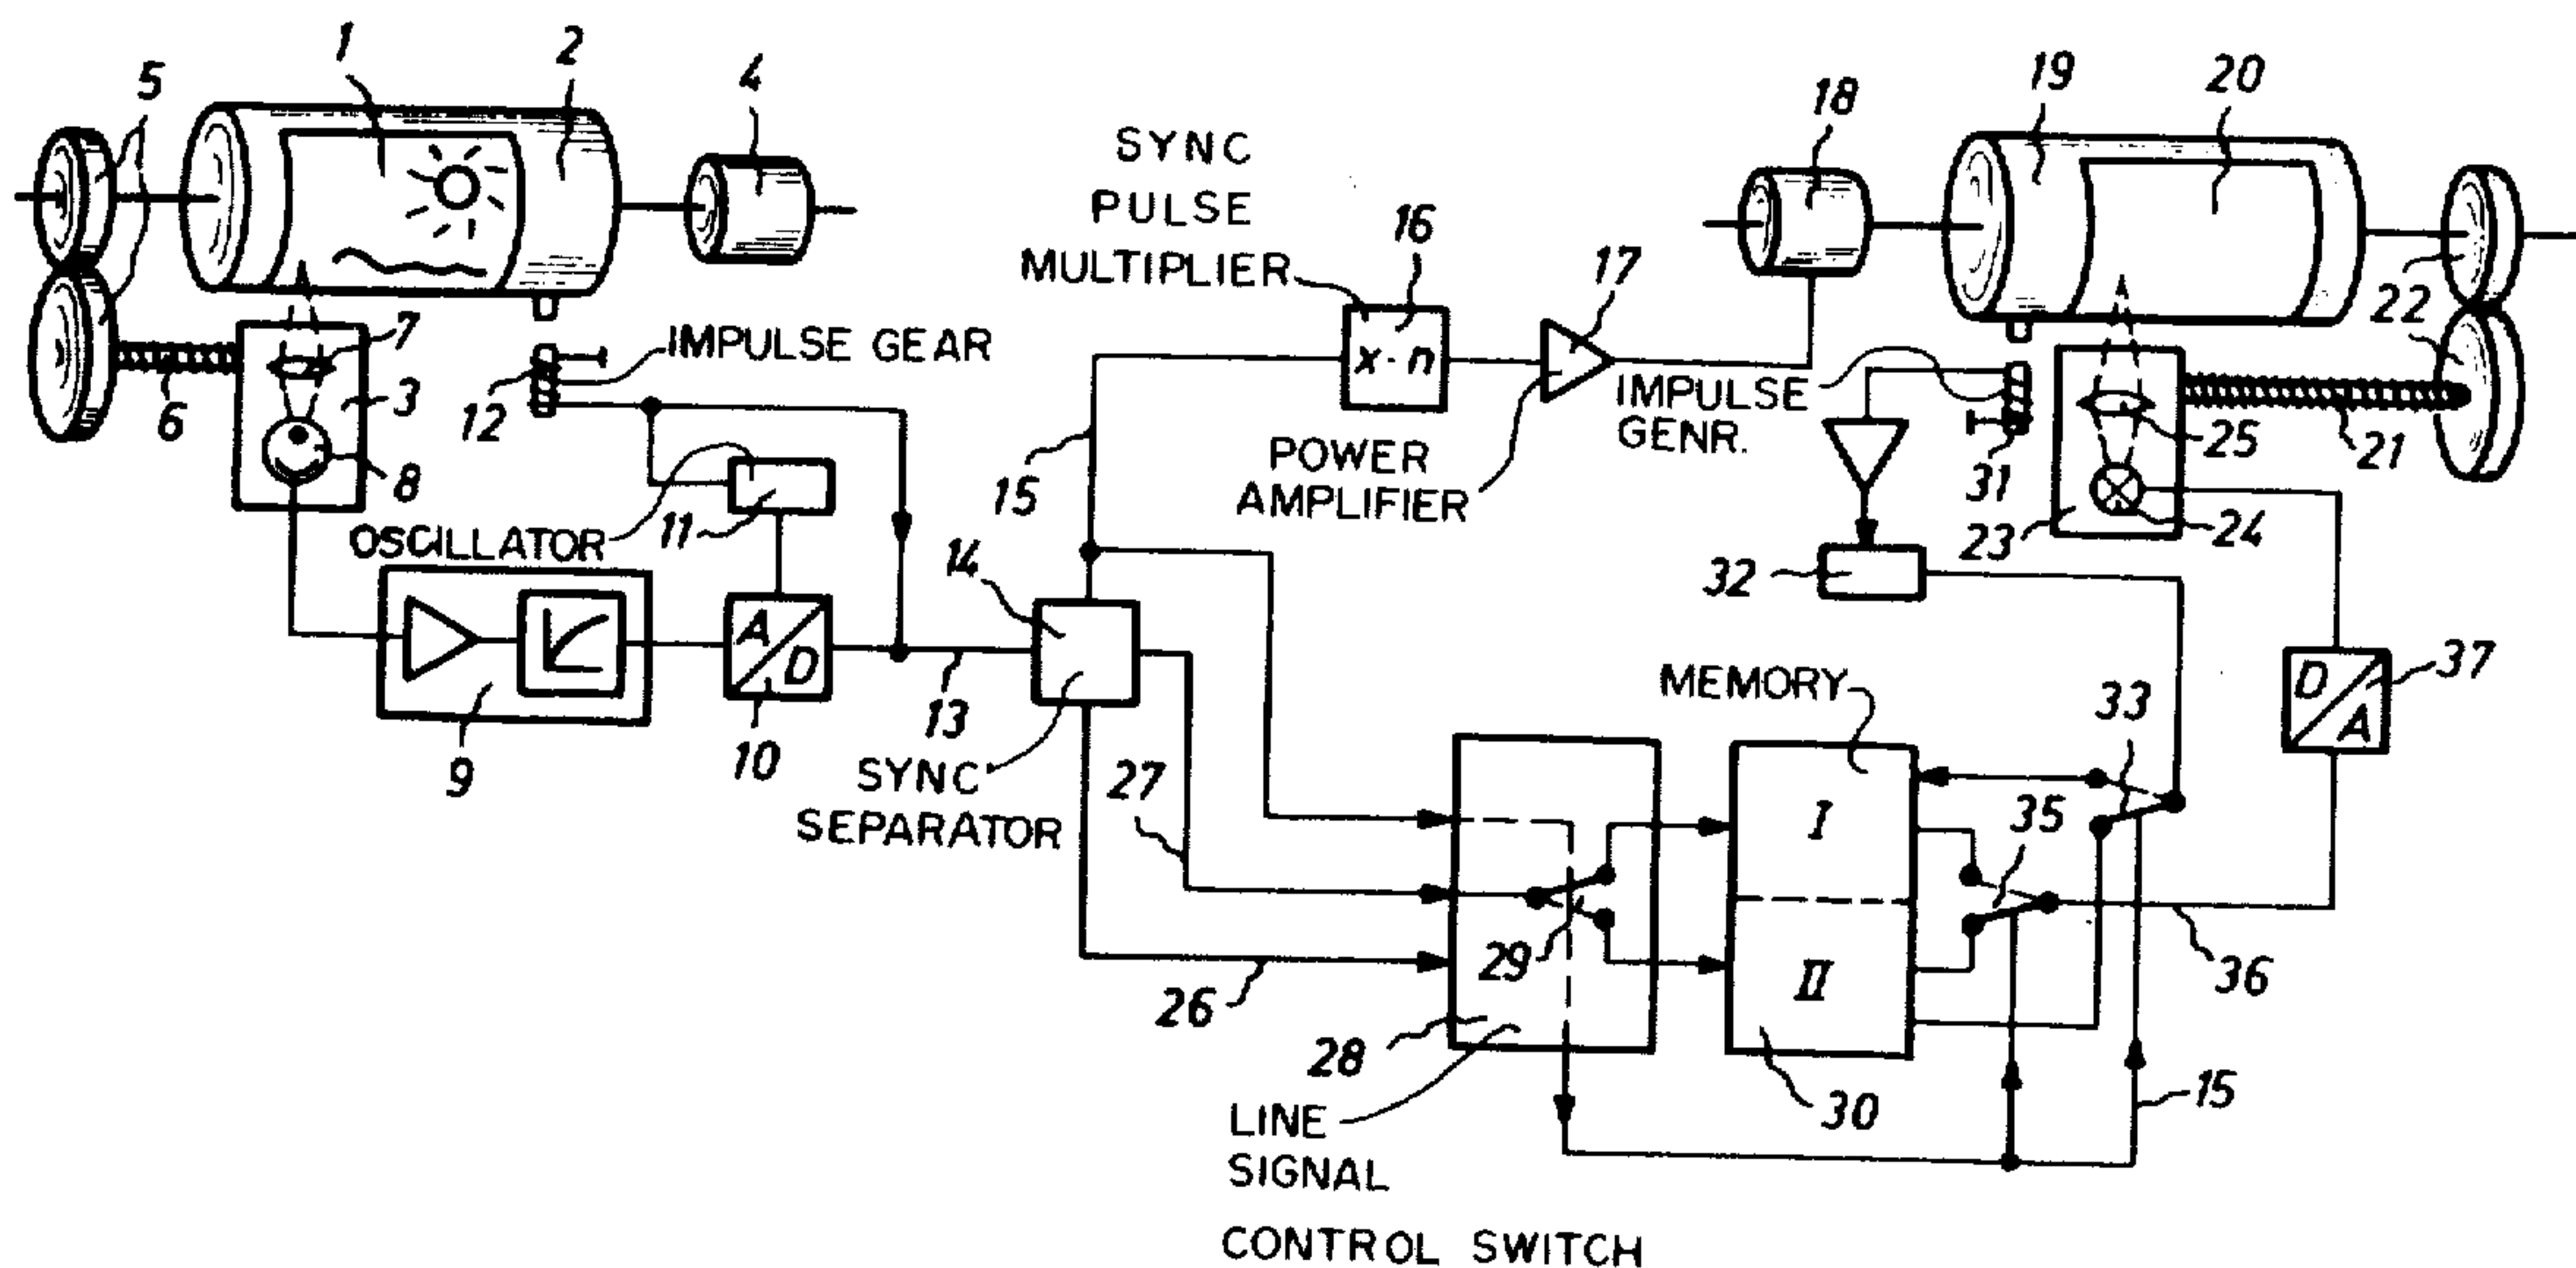 1
2
4
5
19
20
18
SYNC
PULSE
MULTIPLIER
16
17
x · n
22
7
IMPULSE GEAR
12
3
6
8
IMPULSE
GENR.
31
25
21
15
POWER
AMPLIFIER
OSCILLATOR
11
14
32
23
24
A
D
9
10
13
SYNC
SEPARATOR
27
MEMORY
33
35
D
A
37
I
II
29
26
36
28
30
15
LINE
SIGNAL
CONTROL SWITCH